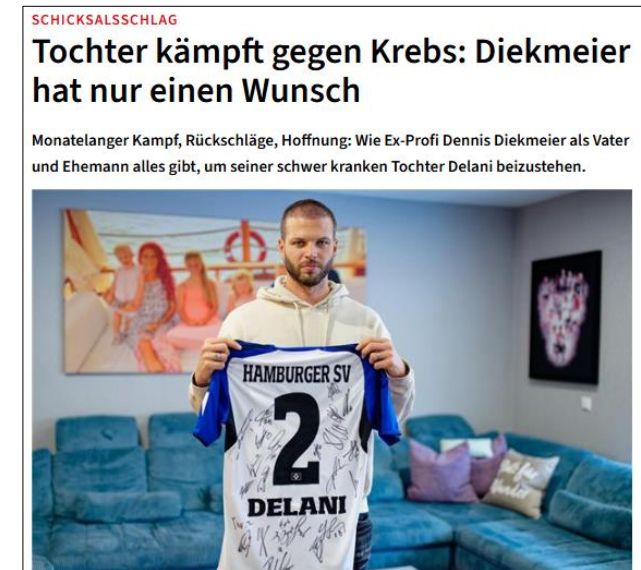 SCHICKSALSSCHLAG
Tochter kämpft gegen Krebs: Diekmeier
hat nur einen Wunsch
Monatelanger Kampf, Rückschläge, Hoffnung: Wie Ex-Profi Dennis Diekmeier als Vater
und Ehemann alles gibt, um seiner schwer kranken Tochter Delani beizustehen.
HAMBURGER SV
2
DELANI